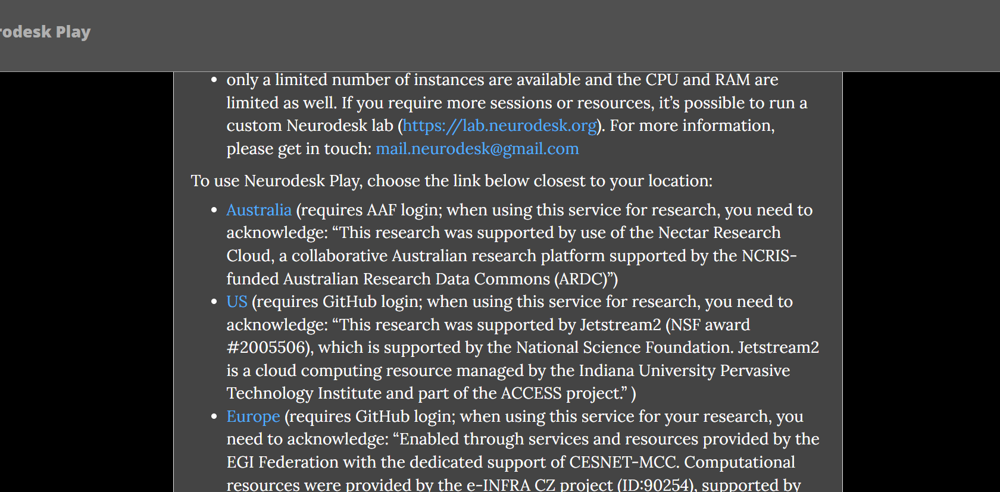 rodesk Play
only a limited number of instances are available and the CPU and RAM are
limited as well. If you require more sessions or resources, it’s possible to run a
custom Neurodesk lab (https://lab.neurodesk.org). For more information,
please get in touch: mail.neurodesk@gmail.com
To use Neurodesk Play, choose the link below closest to your location:
Australia (requires AAF login; when using this service for research, you need to
acknowledge: “This research was supported by use of the Nectar Research
Cloud, a collaborative Australian research platform supported by the NCRIS-
funded Australian Research Data Commons (ARDC)”)
US (requires GitHub login; when using this service for research, you need to
acknowledge: “This research was supported by Jetstream2 (NSF award
#2005506), which is supported by the National Science Foundation. Jetstream2
is a cloud computing resource managed by the Indiana University Pervasive
Technology Institute and part of the ACCESS project.” )
Europe (requires GitHub login; when using this service for your research, you
need to acknowledge: “Enabled through services and resources provided by the
EGI Federation with the dedicated support of CESNET-MCC. Computational
resources were provided by the e-INFRA CZ project (ID:90254), supported by